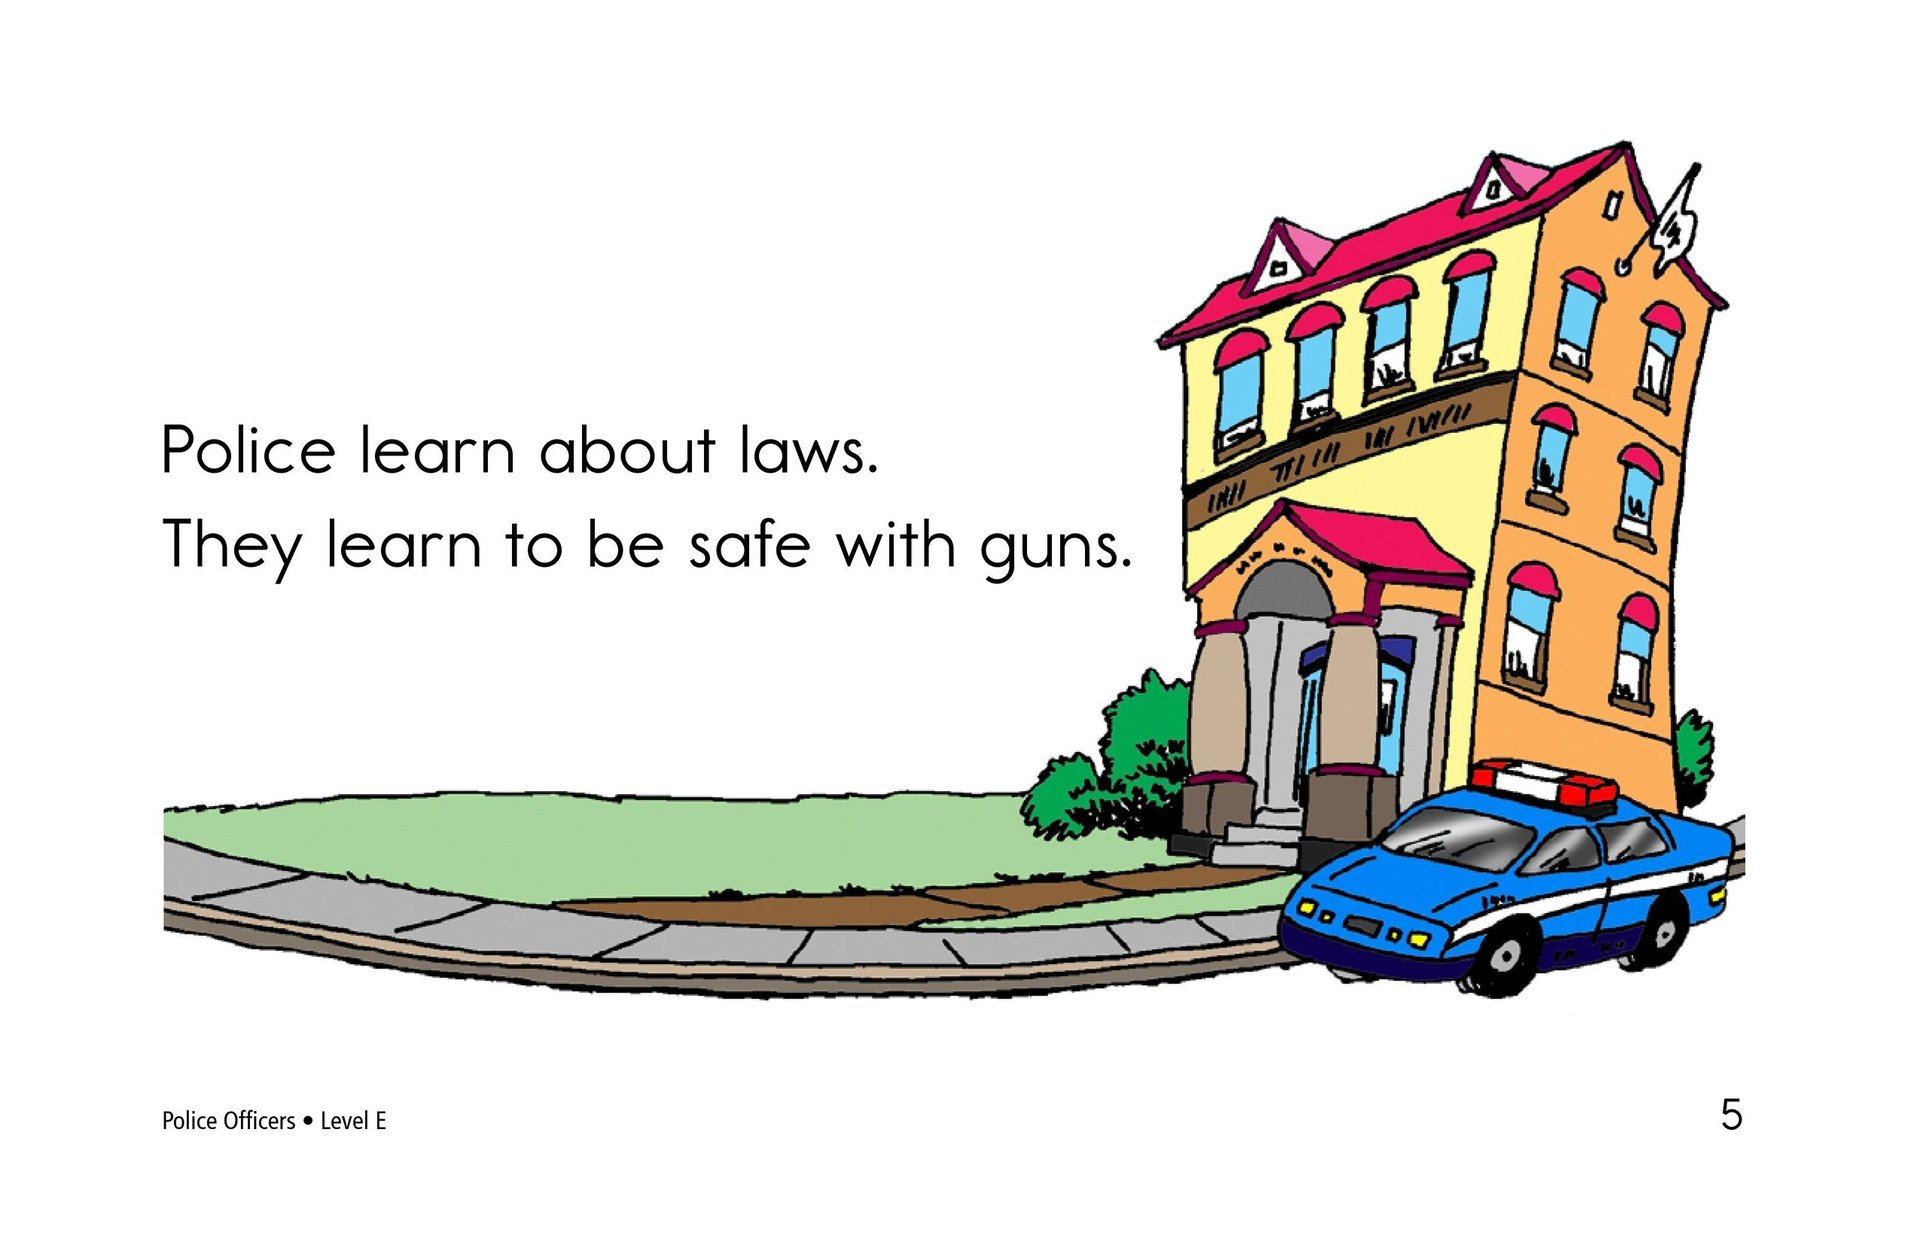 Police learn about laws.
They learn to be safe with guns.
Police Officers • Level E
5